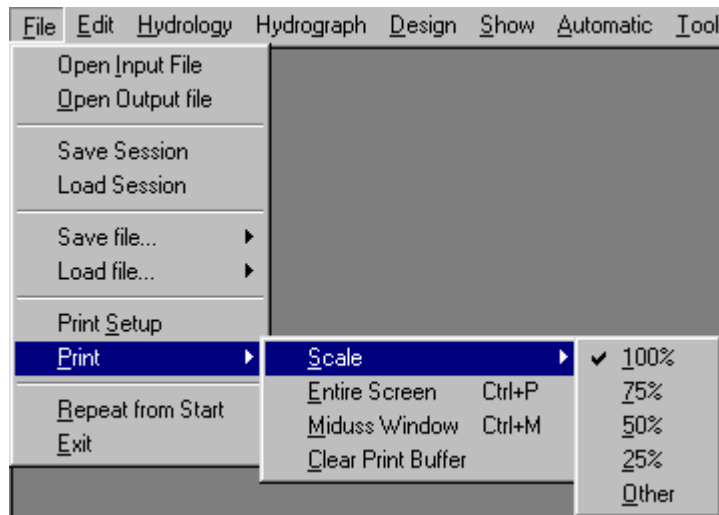 File Edit Hydrology Hydrograph Design Show Automatic Tool
Open Input File
Open Output file
Save Session
Load Session
Save file...
Load file...
Print Setup
Print
Repeat from Start
Exit
Scale
Entire Screen Ctrl+P
Miduss Window Ctrl+M
Clear Print Buffer
100%
75%
50%
25%
Other